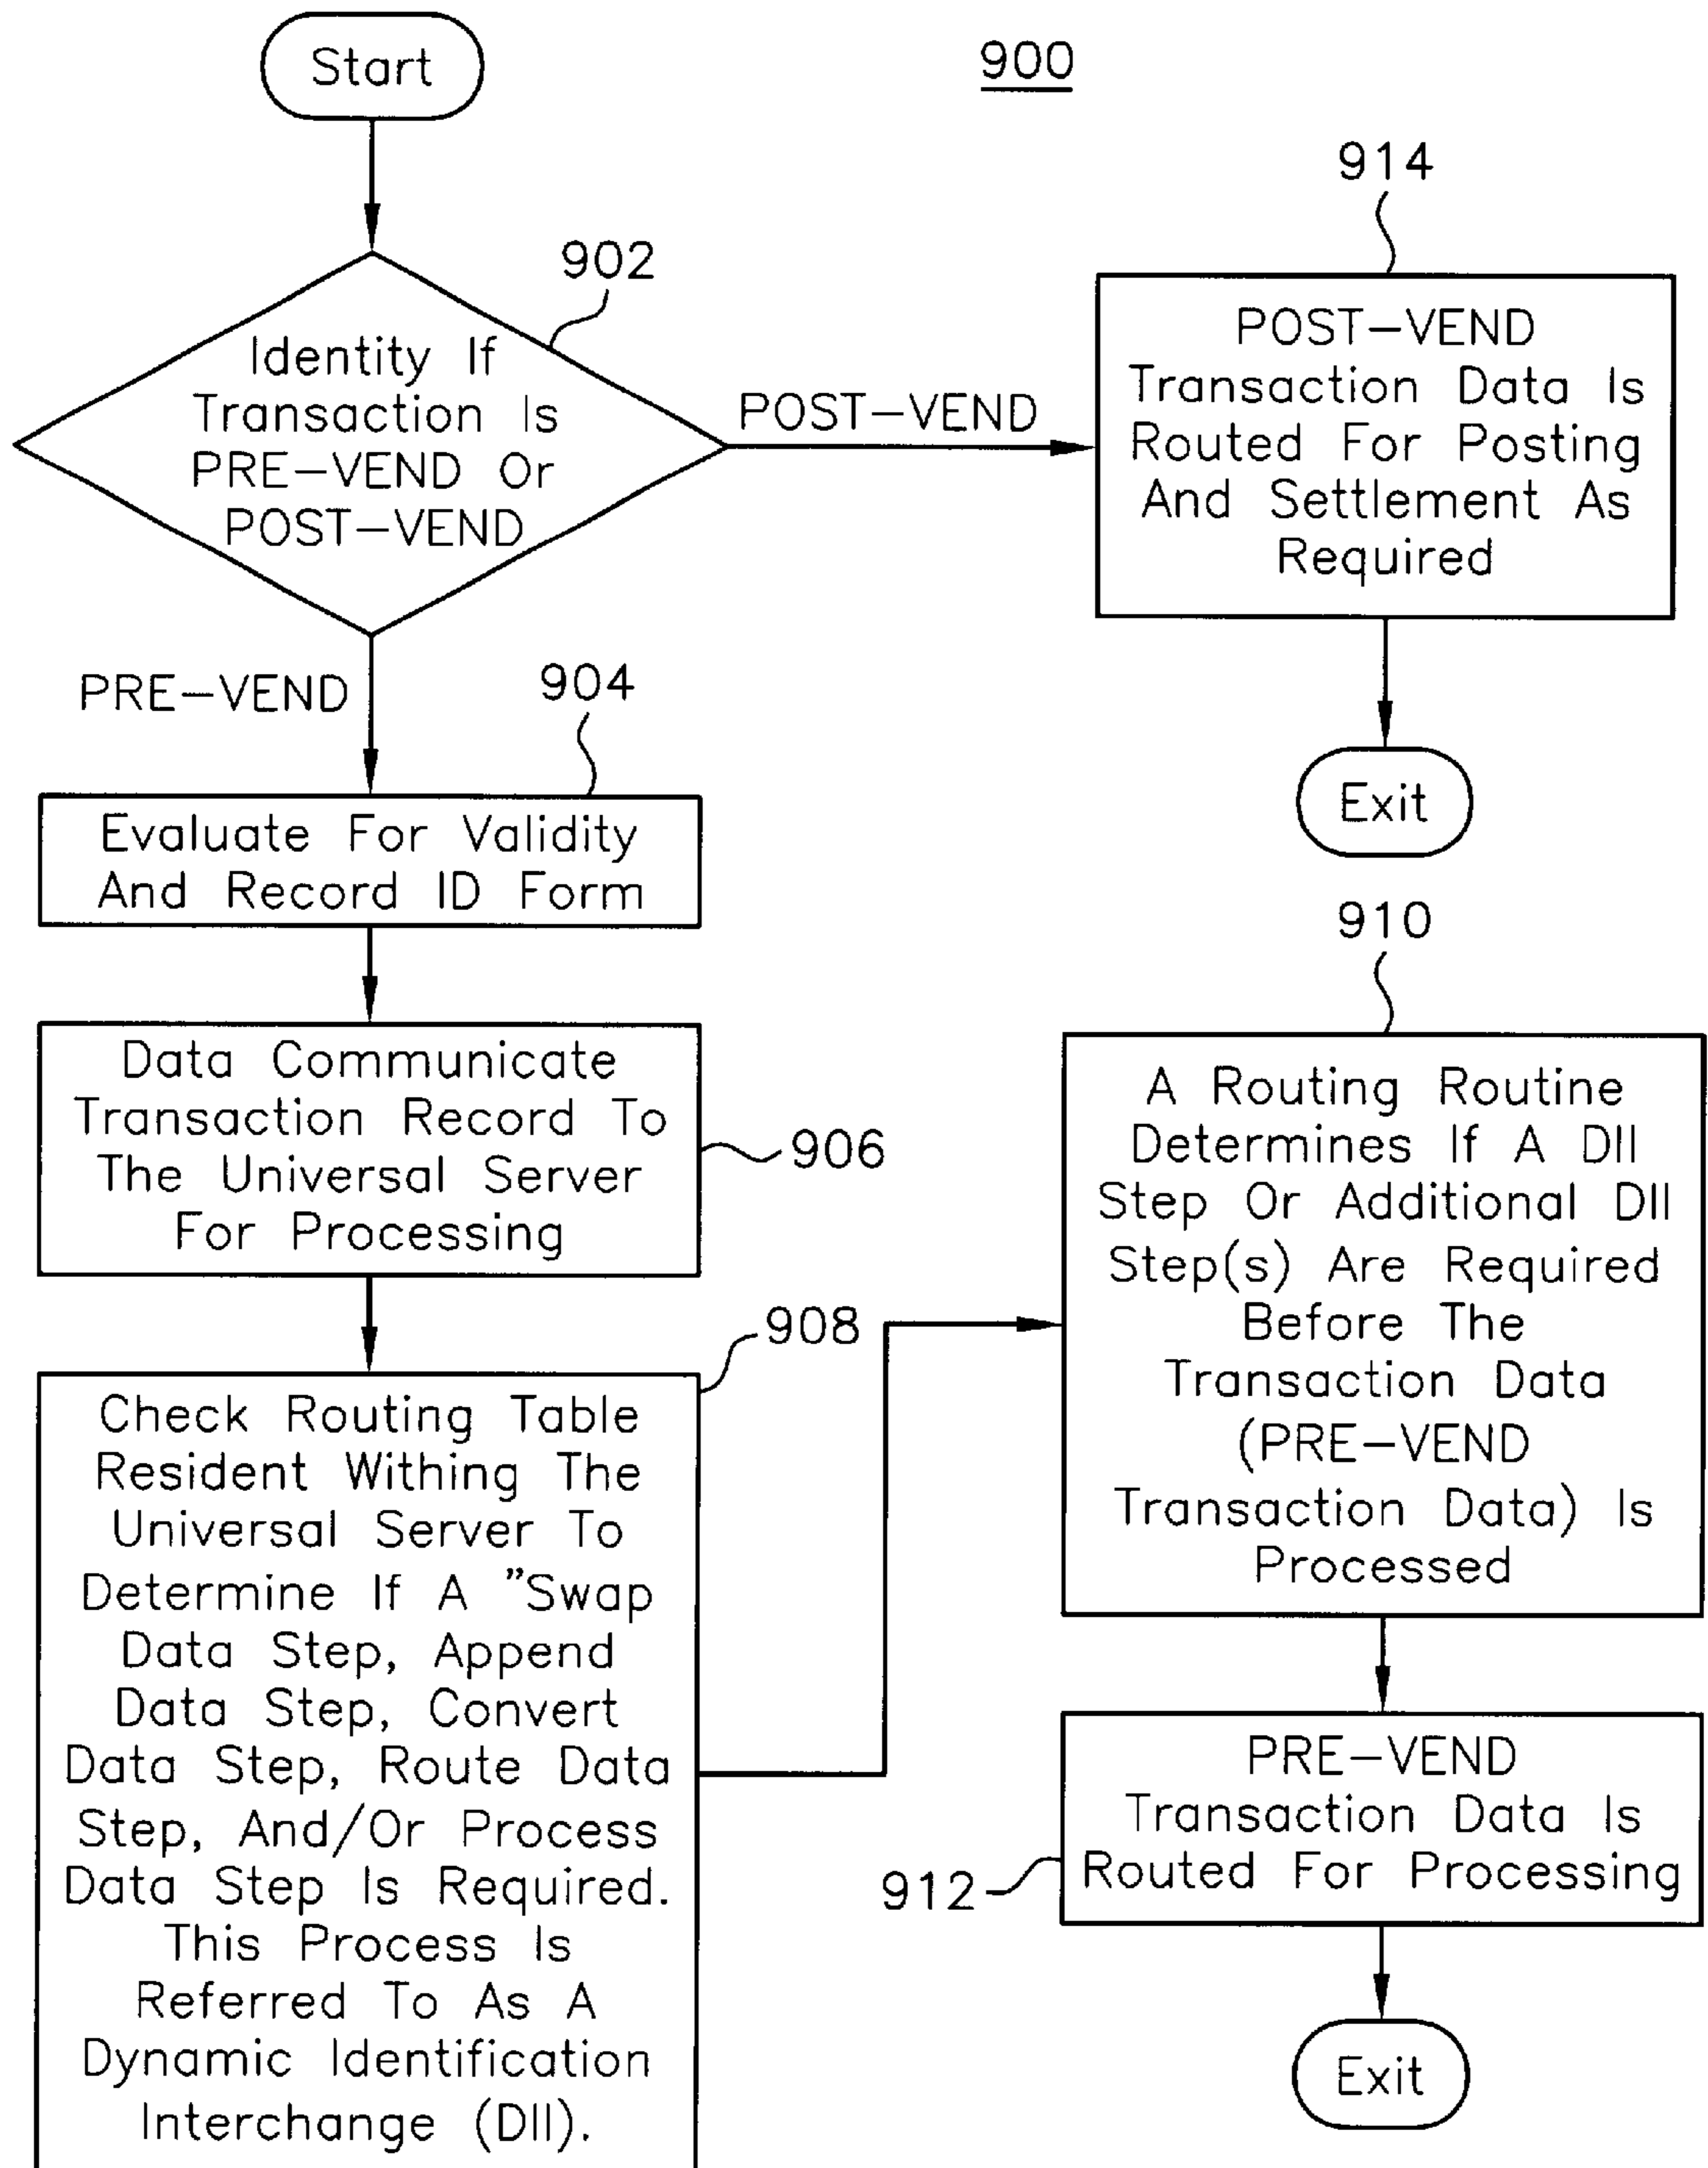 Start
900
902
Identity If
Transaction Is
PRE-VEND Or
POST-VEND
POST-VEND
914
POST-VEND
Transaction Data Is
Routed For Posting
And Settlement As
Required
Exit
PRE-VEND
904
Evaluate For Validity
And Record ID Form
Data Communicate
Transaction Record To
The Universal Server
For Processing
906
908
Check Routing Table
Resident Withing The
Universal Server To
Determine If A "Swap
Data Step, Append
Data Step, Convert
Data Step, Route Data
Step, And/Or Process
Data Step Is Required.
This Process Is
Referred To As A
Dynamic Identification
Interchange (DII).
910
A Routing Routine
Determines If A DII
Step Or Additional DII
Step(s) Are Required
Before The
Transaction Data
(PRE-VEND
Transaction Data) Is
Processed
PRE-VEND
Transaction Data Is
Routed For Processing
912
Exit